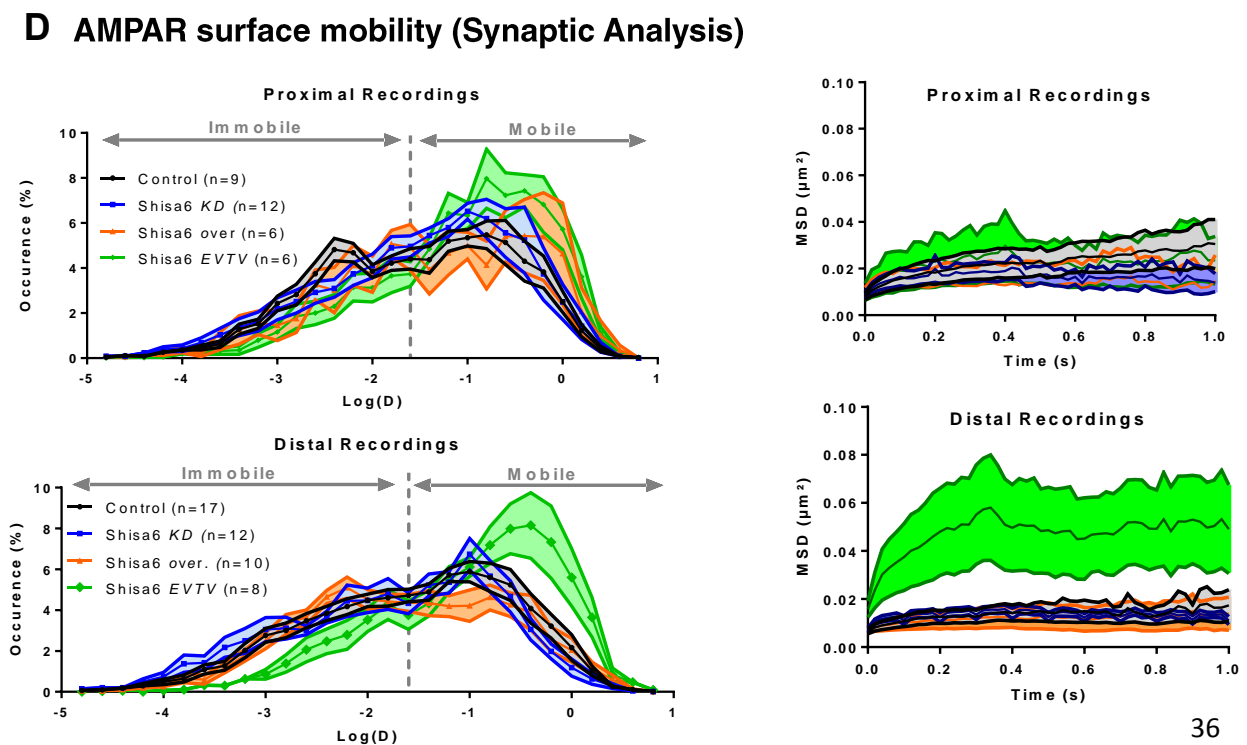 D AMPAR surface mobility (Synaptic Analysis)
Proximal Recordings
Immobile
Mobile
10
8
6
4
2
0
Occurence (%)
Control (n=9)
Shisa6 KD (n=12)
Shisa6 over (n=6)
Shisa6 EVTV (n=6)
-5 -4 -3 -2 -1 0 1
Log(D)
Proximal Recordings
0.10
0.08
0.06
0.04
0.02
0.00
MSD (µm²)
0.0 0.2 0.4 0.6 0.8 1.0
Time (s)
Distal Recordings
Immobile
Mobile
10
8
6
4
2
0
Occurence (%)
Control (n=17)
Shisa6 KD (n=12)
Shisa6 over. (n=10)
Shisa6 EVTV (n=8)
-5 -4 -3 -2 -1 0 1
Log(D)
Distal Recordings
0.10
0.08
0.06
0.04
0.02
0.00
MSD (µm²)
0.0 0.2 0.4 0.6 0.8 1.0
Time (s)
36